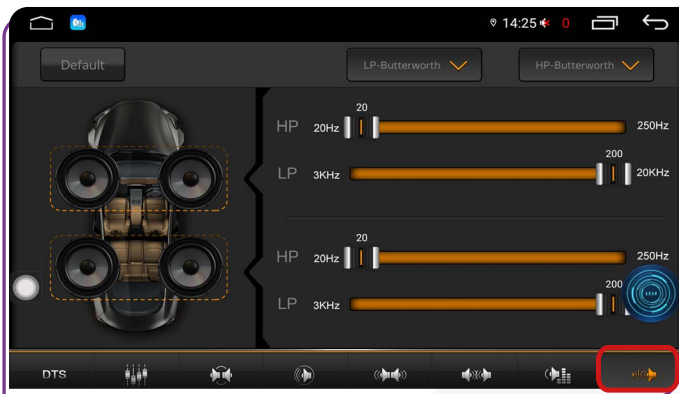 14:25 0
Default LP-Butterworth HP-Butterworth
20
HP 20Hz 250Hz
200
LP 3KHz 20KHz
20
HP 20Hz 250Hz
200
LP 3KHz
DTS